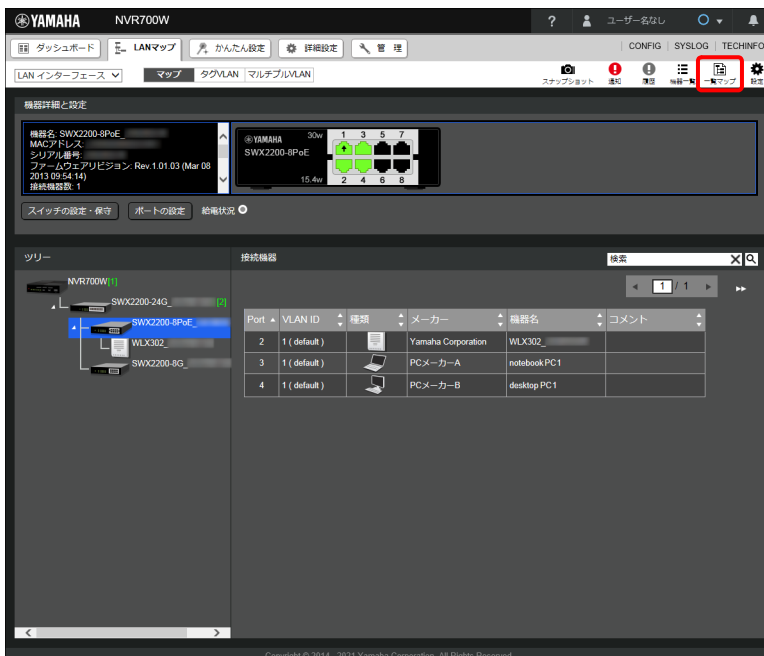 YAMAHA NVR700W ? ユーザー名なし
ダッシュボード LANマップ かんたん設定 詳細設定 管 理 CONFIG SYSLOG TECHINFO
LAN インターフェース マップ タグVLAN マルチプルVLAN スナップショット 通知 履歴 機器一覧 一覧マップ 設定
機器詳細と設定
機器名: SWX2200-8PoE_
MACアドレス:
シリアル番号:
ファームウェアリビジョン: Rev.1.01.03 (Mar 08
2013 09:54:14)
接続機器数: 1
YAMAHA 30w 1 3 5 7
SWX2200-8PoE
15.4w 2 4 6 8
スイッチの設定・保守 ポートの設定 給電状況
ツリー
NVR700W[1]
SWX2200-24G_ [2]
SWX2200-8PoE_
WLX302_
SWX2200-8G_
接続機器 検索
1 / 1
Port VLAN ID 種類 メーカー 機器名 コメント
2 1 ( default ) Yamaha Corporation WLX302_
3 1 ( default ) PCメーカーA notebook PC1
4 1 ( default ) PCメーカーB desktop PC1
Copyright © 2014 - 2021 Yamaha Corporation. All Rights Reserved.